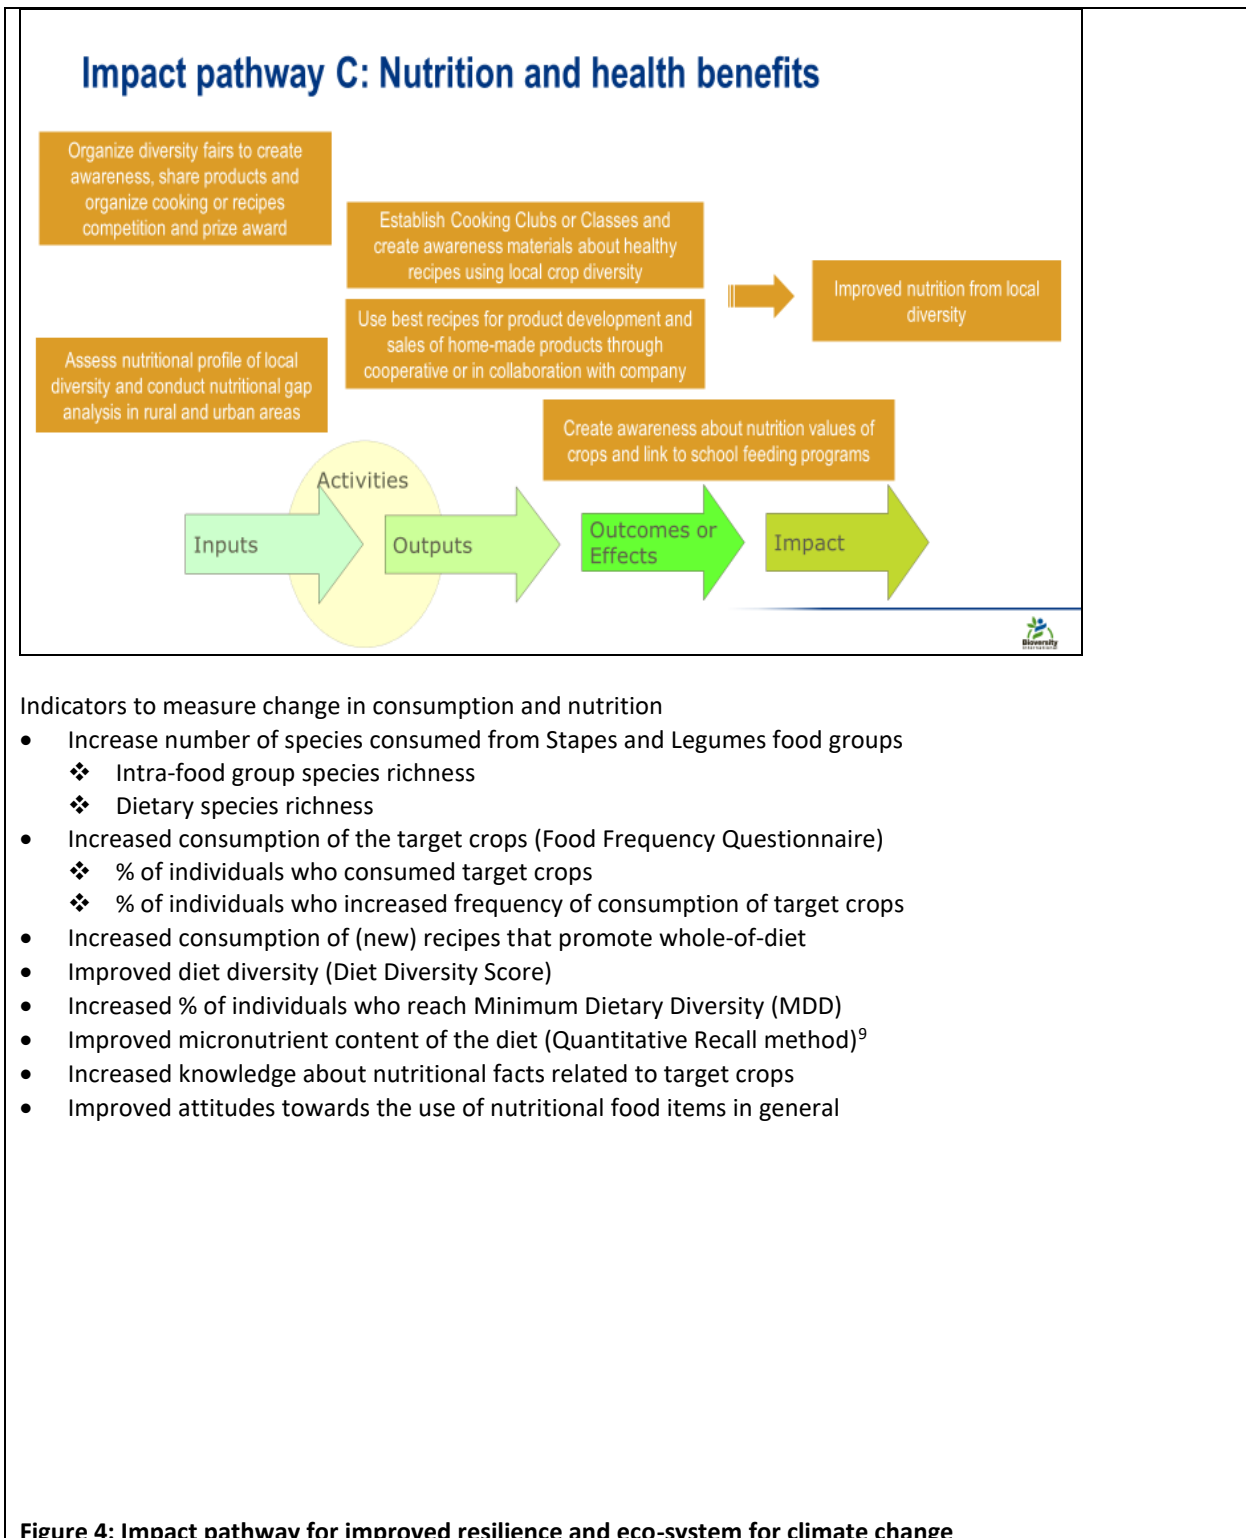 Impact pathway C: Nutrition and health benefits
Organize diversity fairs to create
awareness, share products and
organize cooking or recipes
competition and prize award
Establish Cooking Clubs or Classes and
create awareness materials about healthy
recipes using local crop diversity
Improved nutrition from local
diversity
Use best recipes for product development and
sales of home-made products through
cooperative or in collaboration with company
Assess nutritional profile of local
diversity and conduct nutritional gap
analysis in rural and urban areas
Create awareness about nutrition values of
crops and link to school feeding programs
Activities
Inputs
Outputs
Outcomes or
Effects
Impact
Bioversity
International
Indicators to measure change in consumption and nutrition
• Increase number of species consumed from Stapes and Legumes food groups
❖ Intra-food group species richness
❖ Dietary species richness
• Increased consumption of the target crops (Food Frequency Questionnaire)
❖ % of individuals who consumed target crops
❖ % of individuals who increased frequency of consumption of target crops
• Increased consumption of (new) recipes that promote whole-of-diet
• Improved diet diversity (Diet Diversity Score)
• Increased % of individuals who reach Minimum Dietary Diversity (MDD)
• Improved micronutrient content of the diet (Quantitative Recall method)⁹
• Increased knowledge about nutritional facts related to target crops
• Improved attitudes towards the use of nutritional food items in general
Figure 4: Impact pathway for improved resilience and eco-system for climate change